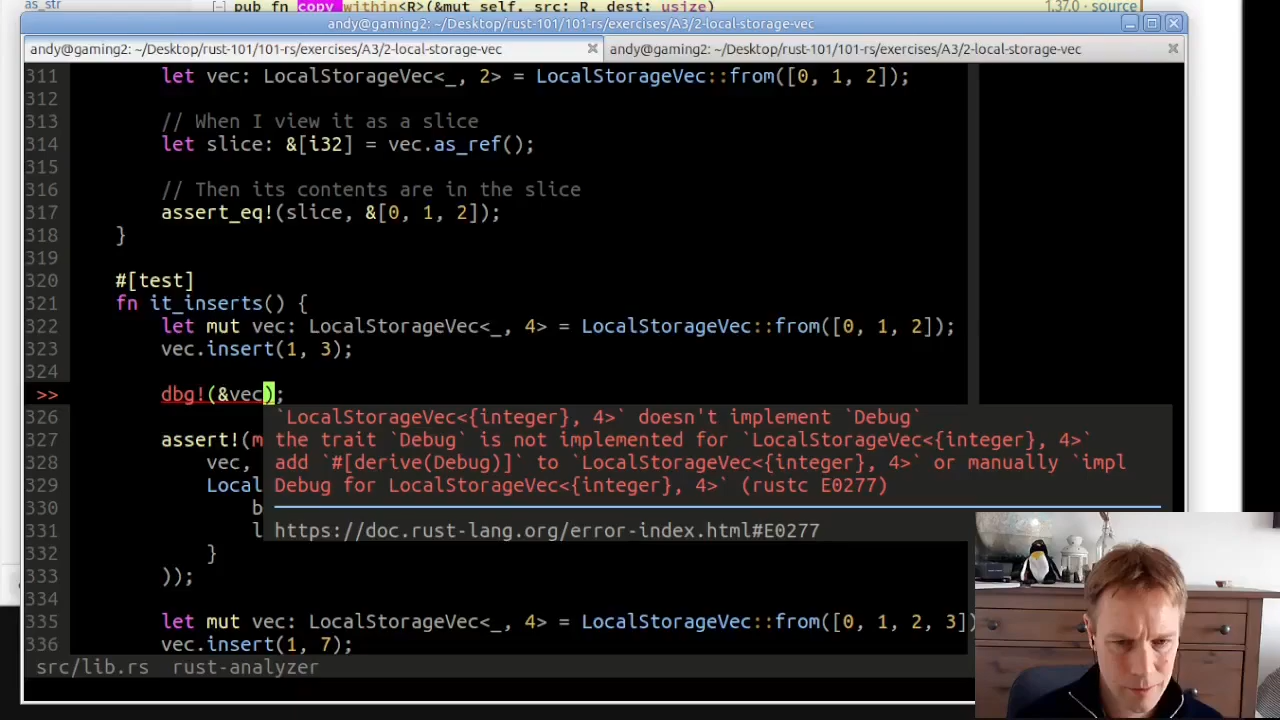 as_str
[−] pub fn copy_within<R>(&mut self, src: R, dest: usize)
1.37.0 · source
andy@gaming2: ~/Desktop/rust-101/101-rs/exercises/A3/2-local-storage-vec
andy@gaming2: ~/Desktop/rust-101/101-rs/exercises/A3/2-local-storage-vec
andy@gaming2: ~/Desktop/rust-101/101-rs/exercises/A3/2-local-storage-vec
311 let vec: LocalStorageVec<_, 2> = LocalStorageVec::from([0, 1, 2]);
312
313 // When I view it as a slice
314 let slice: &[i32] = vec.as_ref();
315
316 // Then its contents are in the slice
317 assert_eq!(slice, &[0, 1, 2]);
318 }
319
320 #[test]
321 fn it_inserts() {
322 let mut vec: LocalStorageVec<_, 4> = LocalStorageVec::from([0, 1, 2]);
323 vec.insert(1, 3);
324
>> dbg!(&vec);
326 `LocalStorageVec<{integer}, 4>` doesn't implement `Debug`
327 assert!(m the trait `Debug` is not implemented for `LocalStorageVec<{integer}, 4>`
328 vec, add `#[derive(Debug)]` to `LocalStorageVec<{integer}, 4>` or manually `impl
329 Local Debug for LocalStorageVec<{integer}, 4>` (rustc E0277)
330 b
331 l https://doc.rust-lang.org/error-index.html#E0277
332 }
333 ));
334
335 let mut vec: LocalStorageVec<_, 4> = LocalStorageVec::from([0, 1, 2, 3])
336 vec.insert(1, 7);
src/lib.rs rust-analyzer